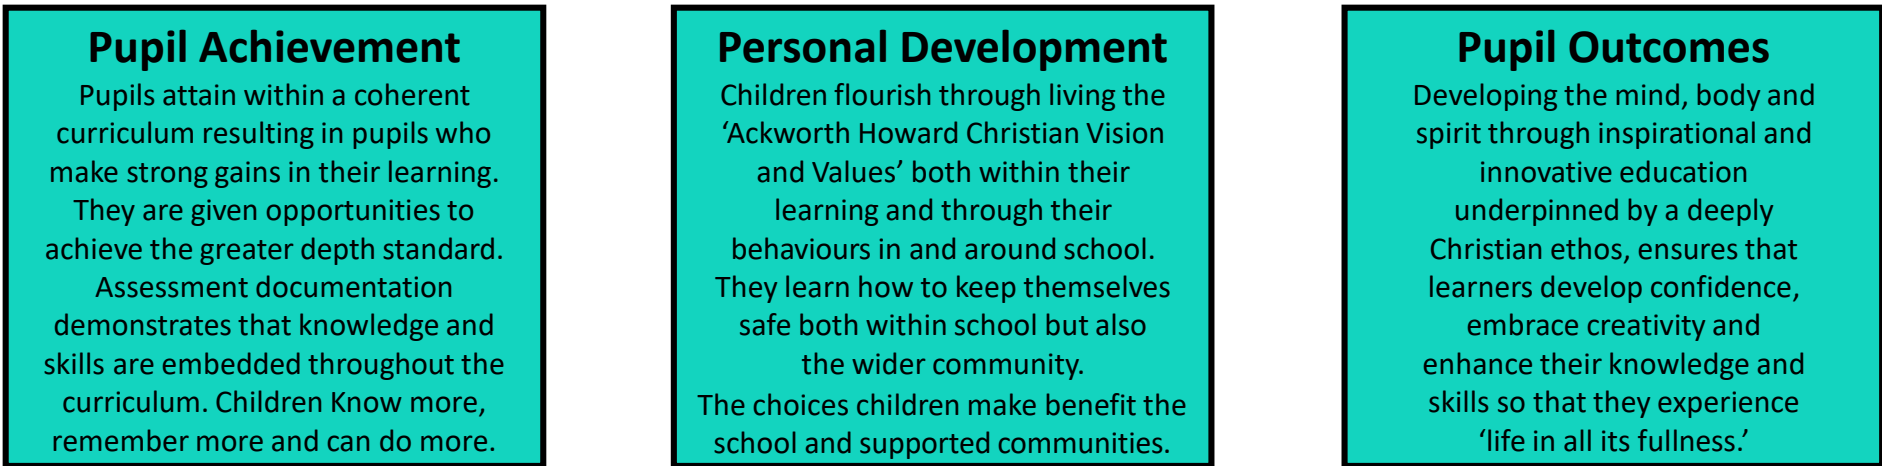 Pupil Achievement
Pupils attain within a coherent
curriculum resulting in pupils who
make strong gains in their learning.
They are given opportunities to
achieve the greater depth standard.
Assessment documentation
demonstrates that knowledge and
skills are embedded throughout the
curriculum. Children Know more,
remember more and can do more.
Personal Development
Children flourish through living the
‘Ackworth Howard Christian Vision
and Values’ both within their
learning and through their
behaviours in and around school.
They learn how to keep themselves
safe both within school but also
the wider community.
The choices children make benefit the
school and supported communities.
Pupil Outcomes
Developing the mind, body and
spirit through inspirational and
innovative education
underpinned by a deeply
Christian ethos, ensures that
learners develop confidence,
embrace creativity and
enhance their knowledge and
skills so that they experience
‘life in all its fullness.’